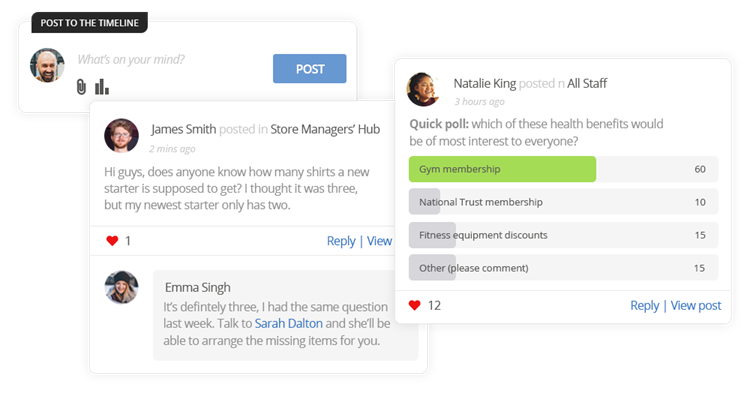 POST TO THE TIMELINE
What's on your mind?
POST
James Smith posted in Store Managers' Hub
2 mins ago
Hi guys, does anyone know how many shirts a new
starter is supposed to get? I thought it was three,
but my newest starter only has two.
1
Reply | View
Emma Singh
It's defintely three, I had the same question
last week. Talk to Sarah Dalton and she'll be
able to arrange the missing items for you.
Natalie King posted n All Staff
3 hours ago
Quick poll: which of these health benefits would
be of most interest to everyone?
Gym membership 60
National Trust membership 10
Fitness equipment discounts 15
Other (please comment) 15
12
Reply | View post